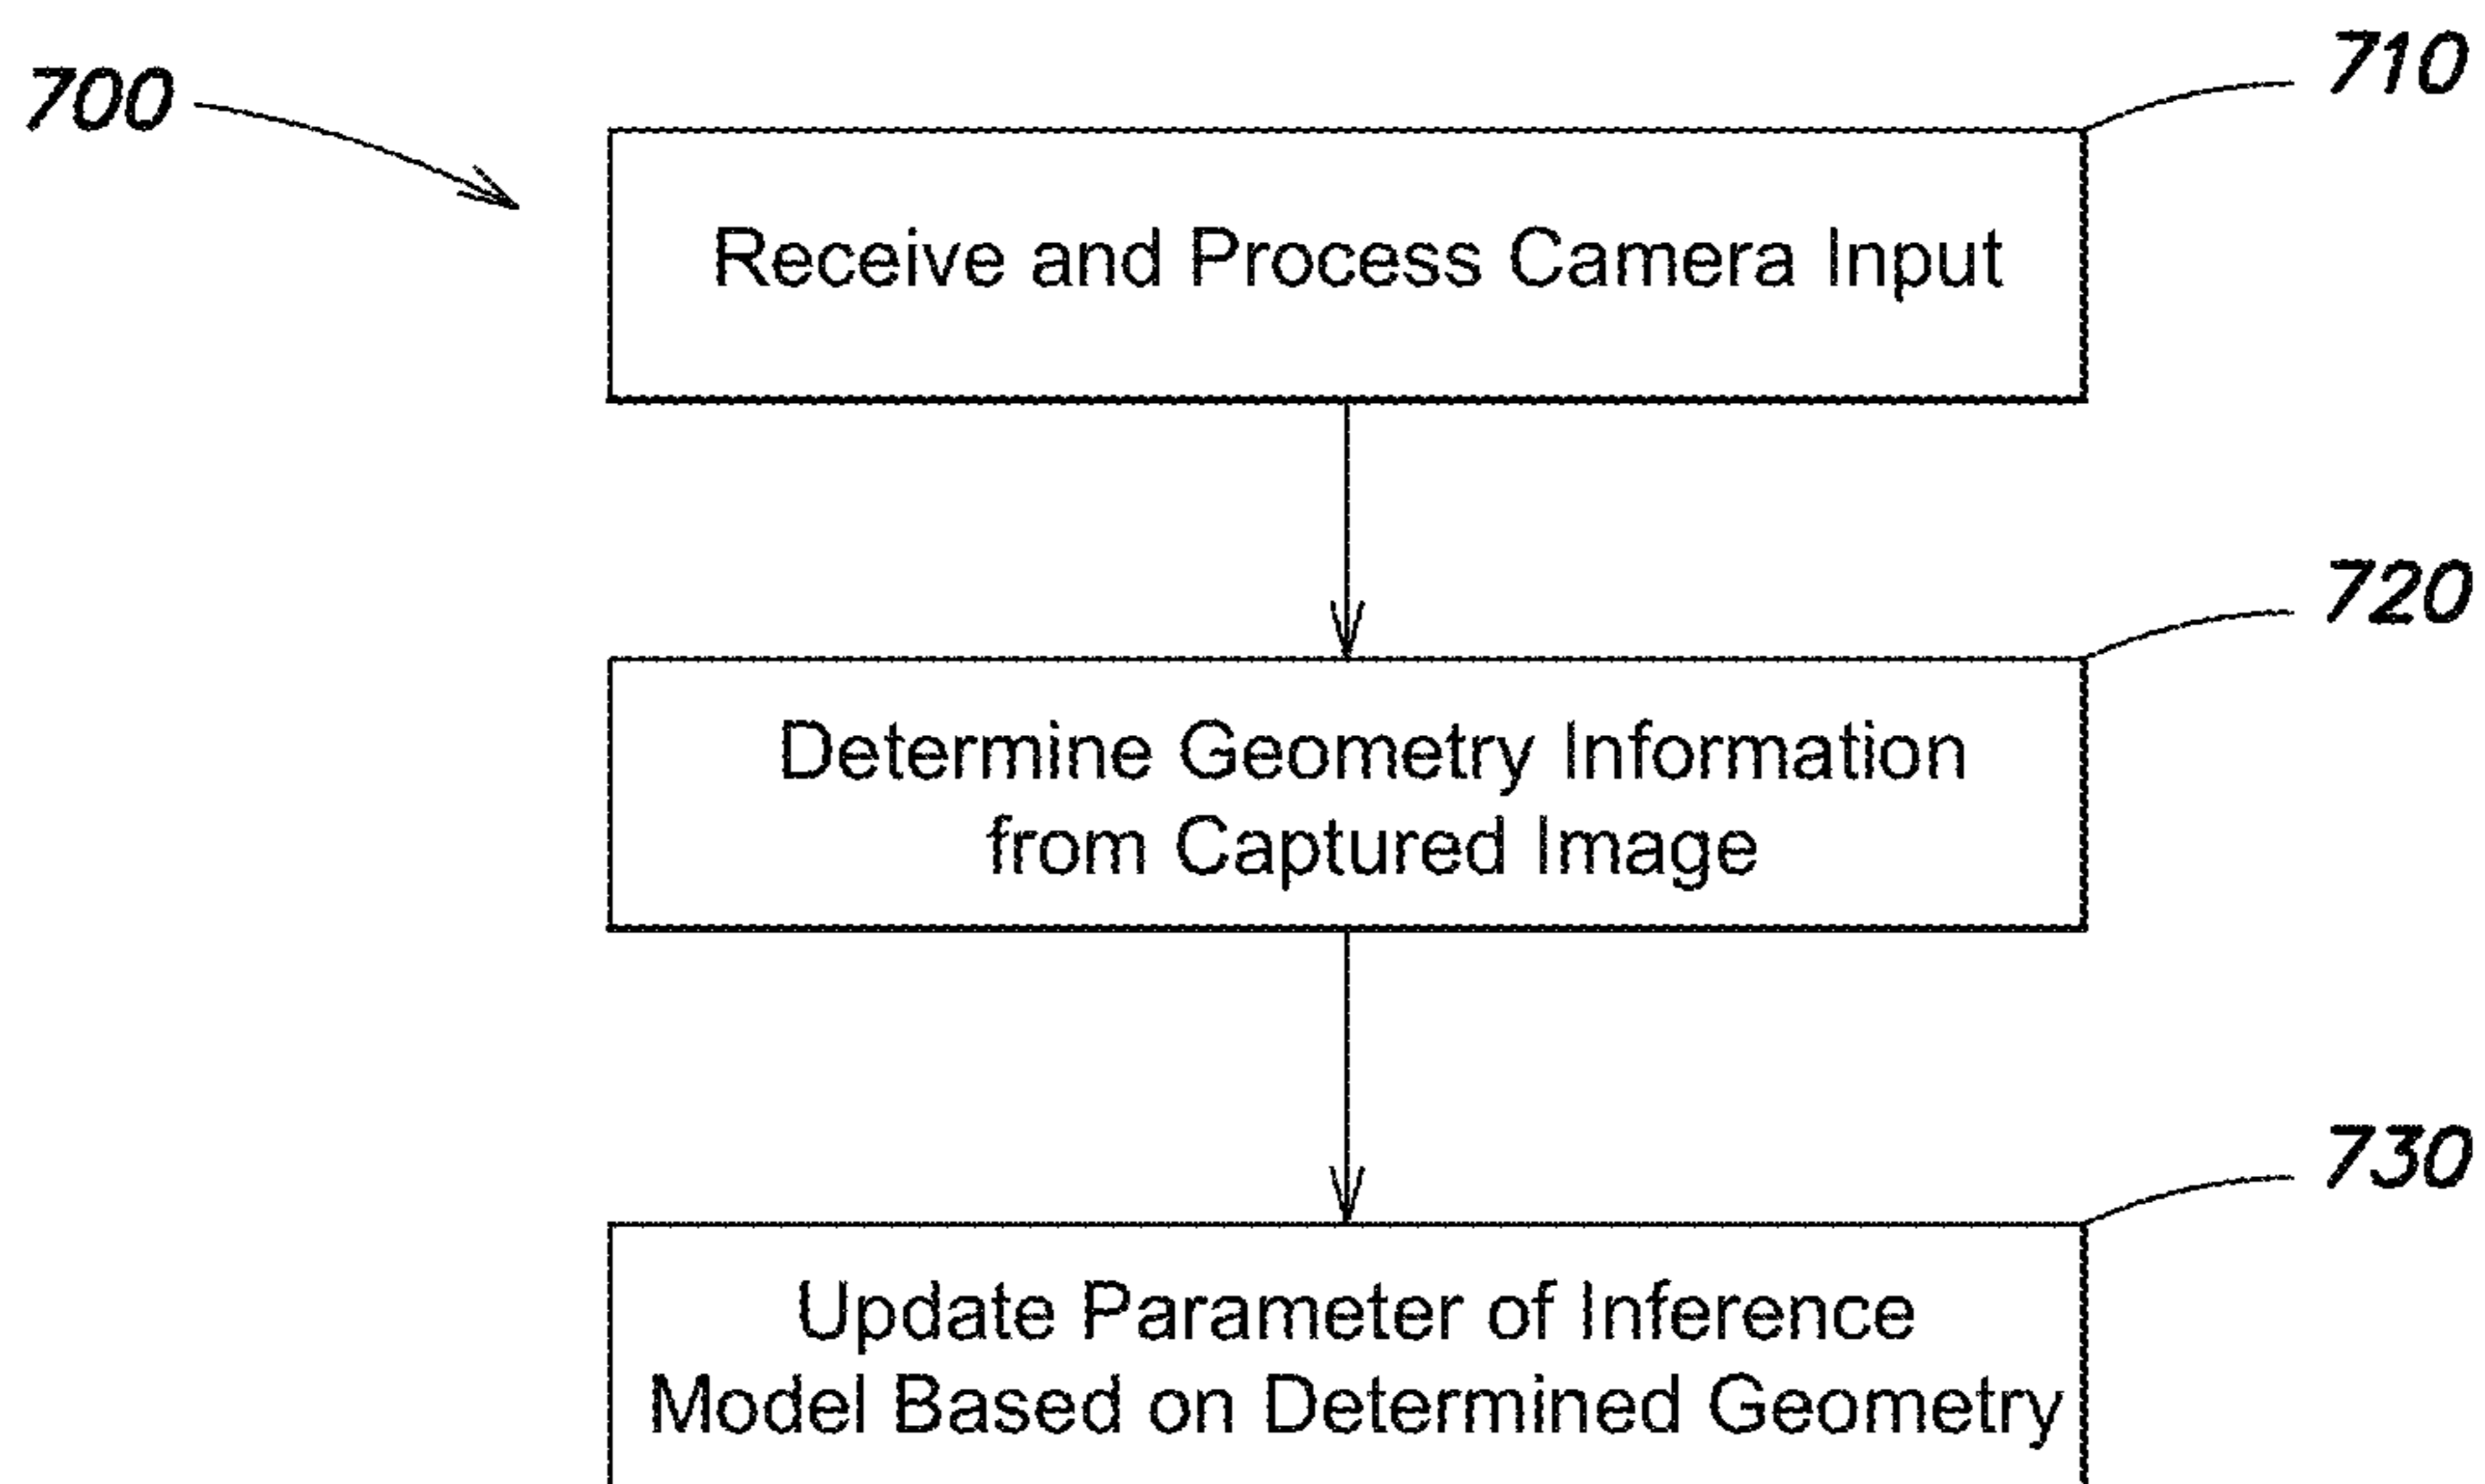 700
710
Receive and Process Camera Input
720
Determine Geometry Information
from Captured Image
730
Update Parameter of Inference
Model Based on Determined Geometry